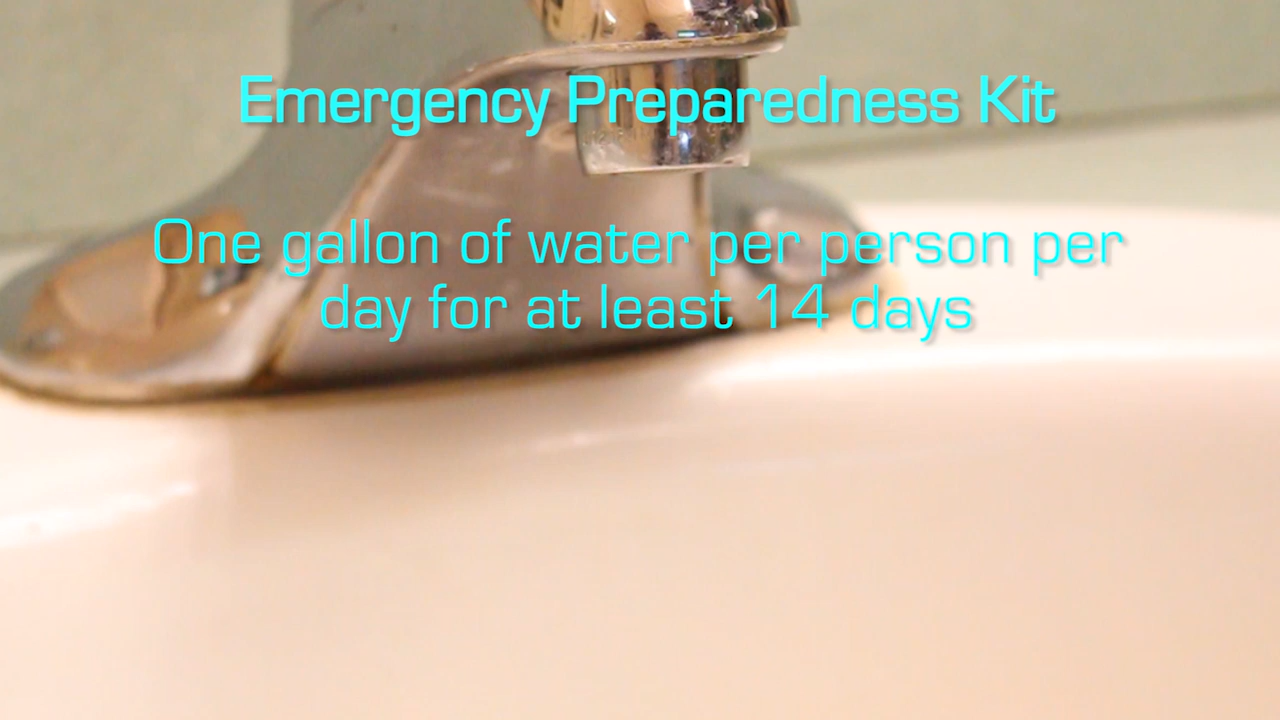 Emergency Preparedness Kit
One gallon of water per person per
day for at least 14 days